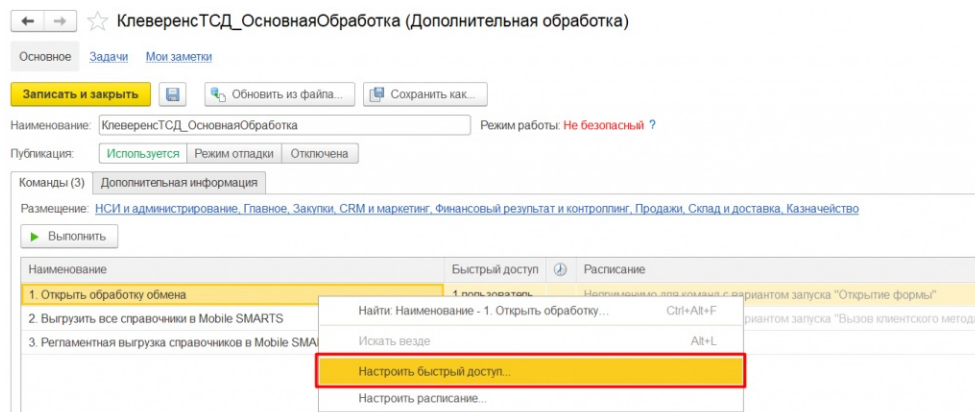 КлеверенсТСД_ОсновнаяОбработка (Дополнительная обработка)
Основное Задачи Мои заметки
Записать и закрыть Обновить из файла... Сохранить как...
Наименование: КлеверенсТСД_ОсновнаяОбработка Режим работы: Не безопасный ?
Публикация: Используется Режим отладки Отключена
Команды (3) Дополнительная информация
Размещение: НСИ и администрирование, Главное, Закупки, CRM и маркетинг, Финансовый результат и контроллинг, Продажи, Склад и доставка, Казначейство
Выполнить
Наименование Быстрый доступ Расписание
1. Открыть обработку обмена 1 пользователь Неприменимо для команд с вариантом запуска "Открытие формы"
Найти: Наименование - 1. Открыть обработку... Ctrl+Alt+F
2. Выгрузить все справочники в Mobile SMARTS риантом запуска "Вызов клиентского метод
Искать везде Alt+L
3. Регламентная выгрузка справочников в Mobile SMA
Настроить быстрый доступ...
Настроить расписание...